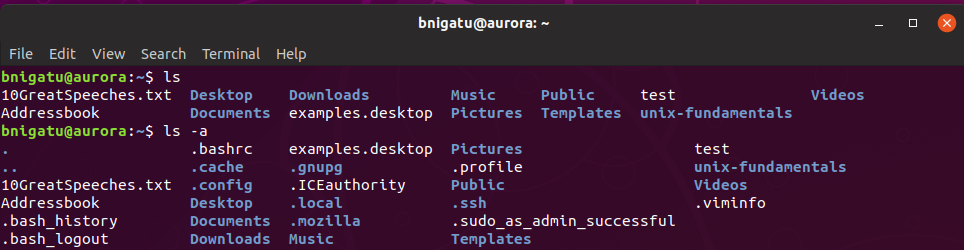 bnigatu@aurora: ~
File Edit View Search Terminal Help
bnigatu@aurora:~$ ls
10GreatSpeeches.txt Desktop Downloads Music Public test Videos
Addressbook Documents examples.desktop Pictures Templates unix-fundamentals
bnigatu@aurora:~$ ls -a
. .bashrc examples.desktop Pictures test
.. .cache .gnupg .profile unix-fundamentals
10GreatSpeeches.txt .config .ICEauthority Public Videos
Addressbook Desktop .local .ssh .viminfo
.bash_history Documents .mozilla .sudo_as_admin_successful
.bash_logout Downloads Music Templates